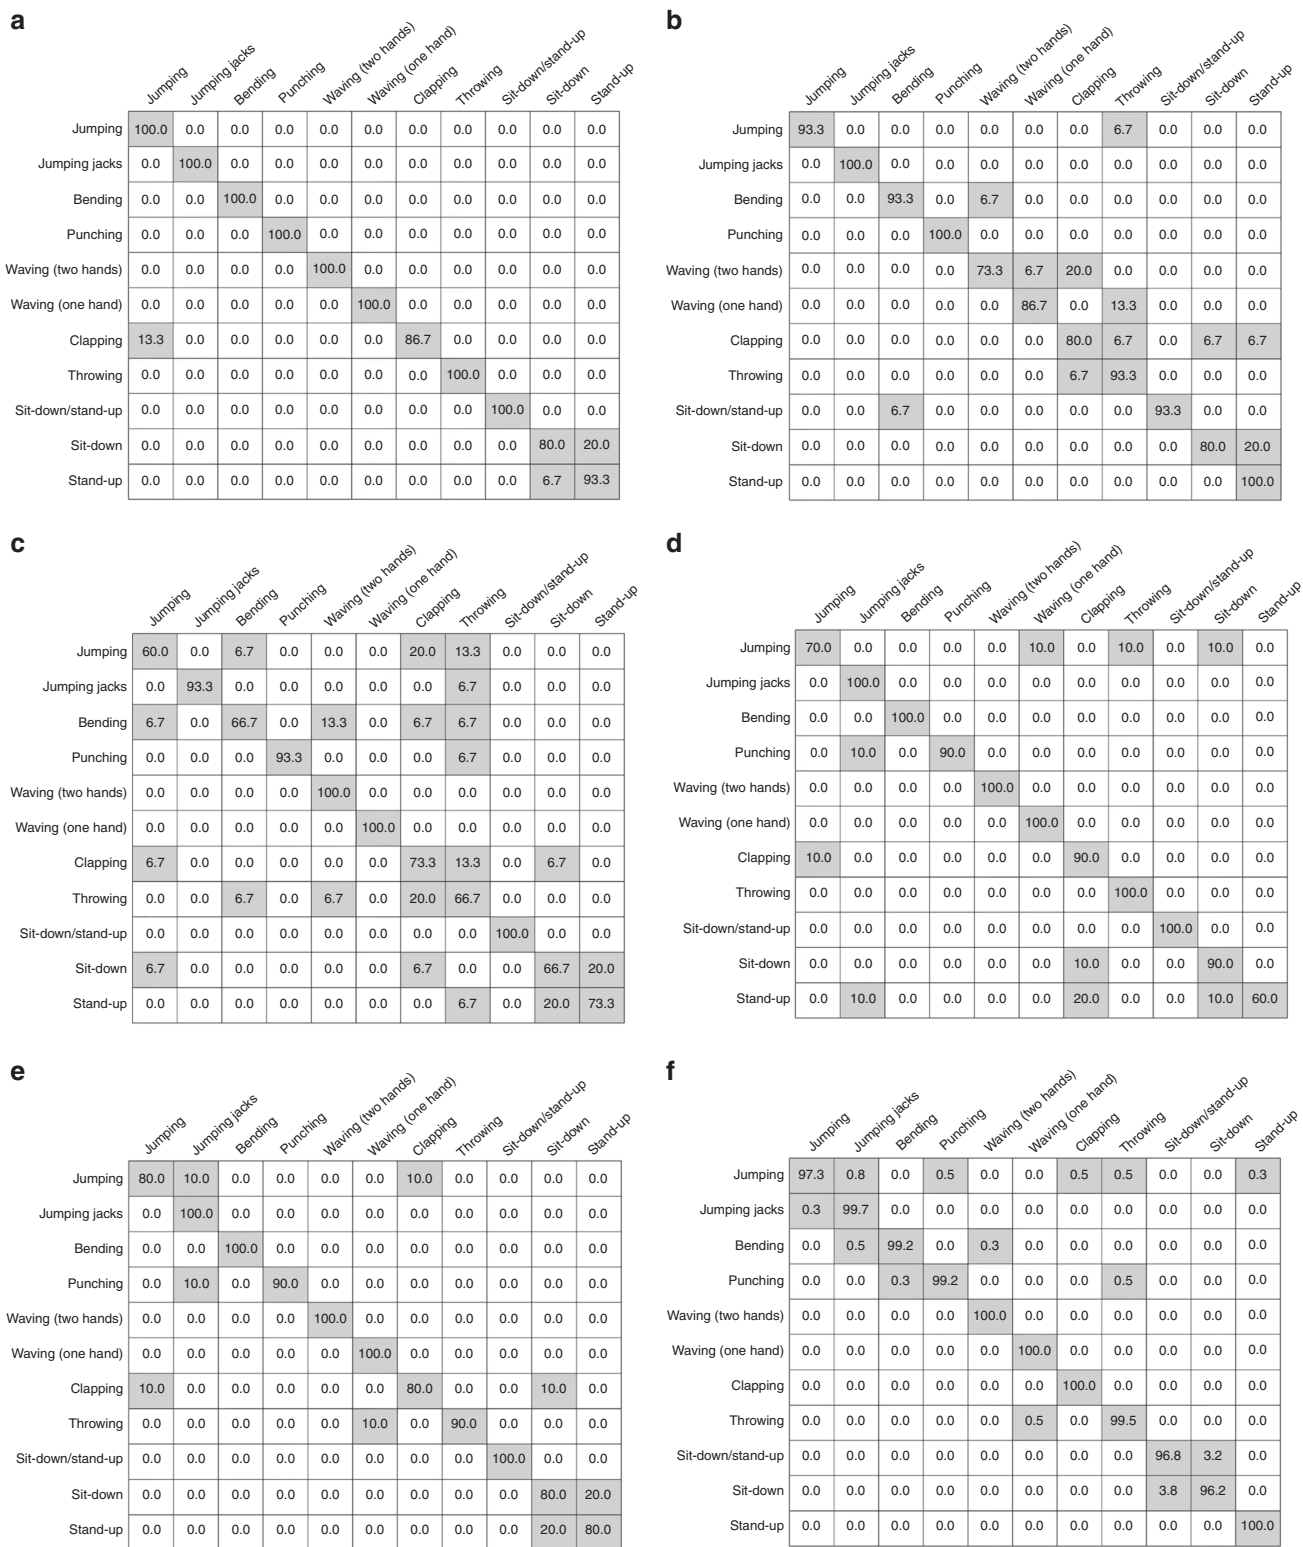 a
Jumping Jumping jacks Bending Punching Waving (two hands) Waving (one hand) Clapping Throwing Sit-down/stand-up Sit-down Stand-up
Jumping 100.0 0.0 0.0 0.0 0.0 0.0 0.0 0.0 0.0 0.0 0.0
Jumping jacks 0.0 100.0 0.0 0.0 0.0 0.0 0.0 0.0 0.0 0.0 0.0
Bending 0.0 0.0 100.0 0.0 0.0 0.0 0.0 0.0 0.0 0.0 0.0
Punching 0.0 0.0 0.0 100.0 0.0 0.0 0.0 0.0 0.0 0.0 0.0
Waving (two hands) 0.0 0.0 0.0 0.0 100.0 0.0 0.0 0.0 0.0 0.0 0.0
Waving (one hand) 0.0 0.0 0.0 0.0 0.0 100.0 0.0 0.0 0.0 0.0 0.0
Clapping 13.3 0.0 0.0 0.0 0.0 0.0 86.7 0.0 0.0 0.0 0.0
Throwing 0.0 0.0 0.0 0.0 0.0 0.0 0.0 100.0 0.0 0.0 0.0
Sit-down/stand-up 0.0 0.0 0.0 0.0 0.0 0.0 0.0 0.0 100.0 0.0 0.0
Sit-down 0.0 0.0 0.0 0.0 0.0 0.0 0.0 0.0 0.0 80.0 20.0
Stand-up 0.0 0.0 0.0 0.0 0.0 0.0 0.0 0.0 0.0 6.7 93.3
b
Jumping Jumping jacks Bending Punching Waving (two hands) Waving (one hand) Clapping Throwing Sit-down/stand-up Sit-down Stand-up
Jumping 93.3 0.0 0.0 0.0 0.0 0.0 0.0 6.7 0.0 0.0 0.0
Jumping jacks 0.0 100.0 0.0 0.0 0.0 0.0 0.0 0.0 0.0 0.0 0.0
Bending 0.0 0.0 93.3 0.0 6.7 0.0 0.0 0.0 0.0 0.0 0.0
Punching 0.0 0.0 0.0 100.0 0.0 0.0 0.0 0.0 0.0 0.0 0.0
Waving (two hands) 0.0 0.0 0.0 0.0 73.3 6.7 20.0 0.0 0.0 0.0 0.0
Waving (one hand) 0.0 0.0 0.0 0.0 0.0 86.7 0.0 13.3 0.0 0.0 0.0
Clapping 0.0 0.0 0.0 0.0 0.0 0.0 80.0 6.7 0.0 6.7 6.7
Throwing 0.0 0.0 0.0 0.0 0.0 0.0 6.7 93.3 0.0 0.0 0.0
Sit-down/stand-up 0.0 0.0 6.7 0.0 0.0 0.0 0.0 0.0 93.3 0.0 0.0
Sit-down 0.0 0.0 0.0 0.0 0.0 0.0 0.0 0.0 0.0 80.0 20.0
Stand-up 0.0 0.0 0.0 0.0 0.0 0.0 0.0 0.0 0.0 0.0 100.0
c
Jumping Jumping jacks Bending Punching Waving (two hands) Waving (one hand) Clapping Throwing Sit-down/stand-up Sit-down Stand-up
Jumping 60.0 0.0 6.7 0.0 0.0 0.0 20.0 13.3 0.0 0.0 0.0
Jumping jacks 0.0 93.3 0.0 0.0 0.0 0.0 0.0 6.7 0.0 0.0 0.0
Bending 6.7 0.0 66.7 0.0 13.3 0.0 6.7 6.7 0.0 0.0 0.0
Punching 0.0 0.0 0.0 93.3 0.0 0.0 0.0 6.7 0.0 0.0 0.0
Waving (two hands) 0.0 0.0 0.0 0.0 100.0 0.0 0.0 0.0 0.0 0.0 0.0
Waving (one hand) 0.0 0.0 0.0 0.0 0.0 100.0 0.0 0.0 0.0 0.0 0.0
Clapping 6.7 0.0 0.0 0.0 0.0 0.0 73.3 13.3 0.0 6.7 0.0
Throwing 0.0 0.0 6.7 0.0 6.7 0.0 20.0 66.7 0.0 0.0 0.0
Sit-down/stand-up 0.0 0.0 0.0 0.0 0.0 0.0 0.0 0.0 100.0 0.0 0.0
Sit-down 6.7 0.0 0.0 0.0 0.0 0.0 6.7 0.0 0.0 66.7 20.0
Stand-up 0.0 0.0 0.0 0.0 0.0 0.0 0.0 6.7 0.0 20.0 73.3
d
Jumping Jumping jacks Bending Punching Waving (two hands) Waving (one hand) Clapping Throwing Sit-down/stand-up Sit-down Stand-up
Jumping 70.0 0.0 0.0 0.0 0.0 10.0 0.0 10.0 0.0 10.0 0.0
Jumping jacks 0.0 100.0 0.0 0.0 0.0 0.0 0.0 0.0 0.0 0.0 0.0
Bending 0.0 0.0 100.0 0.0 0.0 0.0 0.0 0.0 0.0 0.0 0.0
Punching 0.0 10.0 0.0 90.0 0.0 0.0 0.0 0.0 0.0 0.0 0.0
Waving (two hands) 0.0 0.0 0.0 0.0 100.0 0.0 0.0 0.0 0.0 0.0 0.0
Waving (one hand) 0.0 0.0 0.0 0.0 0.0 100.0 0.0 0.0 0.0 0.0 0.0
Clapping 10.0 0.0 0.0 0.0 0.0 0.0 90.0 0.0 0.0 0.0 0.0
Throwing 0.0 0.0 0.0 0.0 0.0 0.0 0.0 100.0 0.0 0.0 0.0
Sit-down/stand-up 0.0 0.0 0.0 0.0 0.0 0.0 0.0 0.0 100.0 0.0 0.0
Sit-down 0.0 0.0 0.0 0.0 0.0 0.0 10.0 0.0 0.0 90.0 0.0
Stand-up 0.0 10.0 0.0 0.0 0.0 0.0 20.0 0.0 0.0 10.0 60.0
e
Jumping Jumping jacks Bending Punching Waving (two hands) Waving (one hand) Clapping Throwing Sit-down/stand-up Sit-down Stand-up
Jumping 80.0 10.0 0.0 0.0 0.0 0.0 10.0 0.0 0.0 0.0 0.0
Jumping jacks 0.0 100.0 0.0 0.0 0.0 0.0 0.0 0.0 0.0 0.0 0.0
Bending 0.0 0.0 100.0 0.0 0.0 0.0 0.0 0.0 0.0 0.0 0.0
Punching 0.0 10.0 0.0 90.0 0.0 0.0 0.0 0.0 0.0 0.0 0.0
Waving (two hands) 0.0 0.0 0.0 0.0 100.0 0.0 0.0 0.0 0.0 0.0 0.0
Waving (one hand) 0.0 0.0 0.0 0.0 0.0 100.0 0.0 0.0 0.0 0.0 0.0
Clapping 10.0 0.0 0.0 0.0 0.0 0.0 80.0 0.0 0.0 10.0 0.0
Throwing 0.0 0.0 0.0 0.0 0.0 10.0 0.0 90.0 0.0 0.0 0.0
Sit-down/stand-up 0.0 0.0 0.0 0.0 0.0 0.0 0.0 0.0 100.0 0.0 0.0
Sit-down 0.0 0.0 0.0 0.0 0.0 0.0 0.0 0.0 0.0 80.0 20.0
Stand-up 0.0 0.0 0.0 0.0 0.0 0.0 0.0 0.0 0.0 20.0 80.0
f
Jumping Jumping jacks Bending Punching Waving (two hands) Waving (one hand) Clapping Throwing Sit-down/stand-up Sit-down Stand-up
Jumping 97.3 0.8 0.0 0.5 0.0 0.0 0.5 0.5 0.0 0.0 0.3
Jumping jacks 0.3 99.7 0.0 0.0 0.0 0.0 0.0 0.0 0.0 0.0 0.0
Bending 0.0 0.5 99.2 0.0 0.3 0.0 0.0 0.0 0.0 0.0 0.0
Punching 0.0 0.0 0.3 99.2 0.0 0.0 0.0 0.5 0.0 0.0 0.0
Waving (two hands) 0.0 0.0 0.0 0.0 100.0 0.0 0.0 0.0 0.0 0.0 0.0
Waving (one hand) 0.0 0.0 0.0 0.0 0.0 100.0 0.0 0.0 0.0 0.0 0.0
Clapping 0.0 0.0 0.0 0.0 0.0 0.0 100.0 0.0 0.0 0.0 0.0
Throwing 0.0 0.0 0.0 0.0 0.0 0.5 0.0 99.5 0.0 0.0 0.0
Sit-down/stand-up 0.0 0.0 0.0 0.0 0.0 0.0 0.0 0.0 96.8 3.2 0.0
Sit-down 0.0 0.0 0.0 0.0 0.0 0.0 0.0 0.0 3.8 96.2 0.0
Stand-up 0.0 0.0 0.0 0.0 0.0 0.0 0.0 0.0 0.0 0.0 100.0